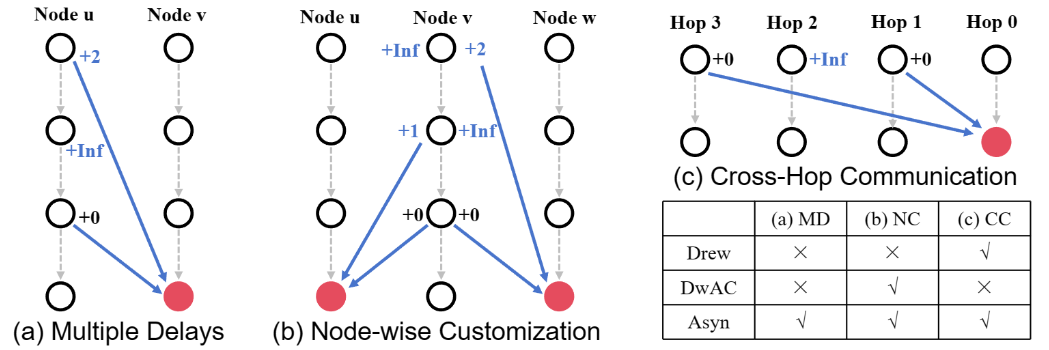 Node u Node v
+2
+Inf
+0
(a) Multiple Delays
Node u Node v Node w
+Inf +2
+1 +Inf
+0 +0
(b) Node-wise Customization
Hop 3 Hop 2 Hop 1 Hop 0
+0 +Inf +0
(c) Cross-Hop Communication
(a) MD (b) NC (c) CC
Drew × × √
DwAC × √ ×
Asyn √ √ √